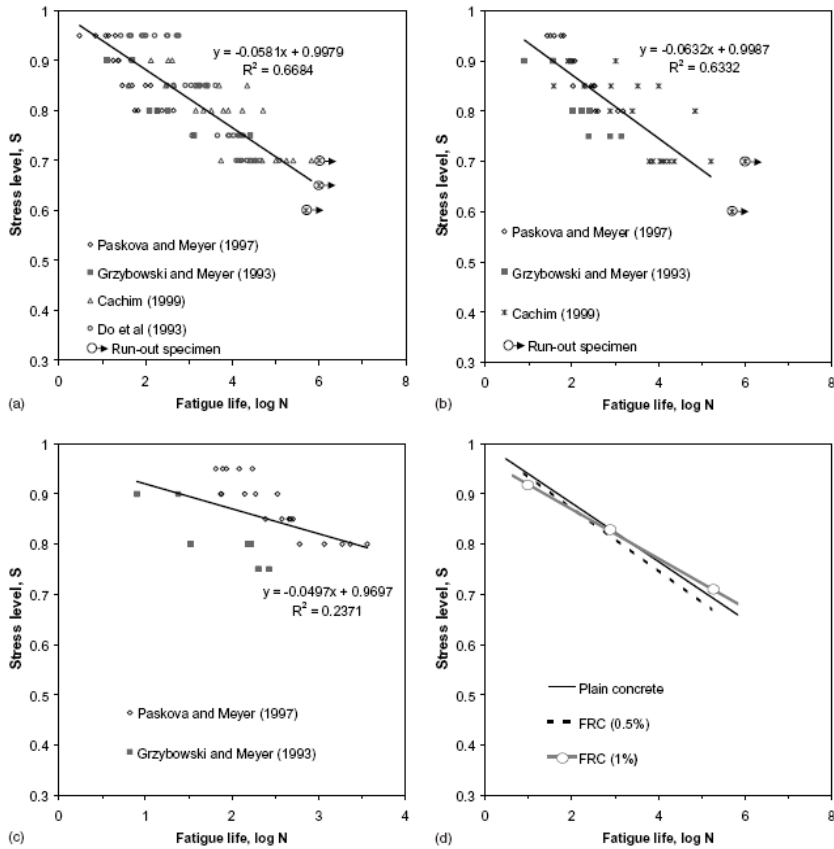 1
0.9
0.8
0.7
0.6
0.5
0.4
0.3
Stress level, S
y = -0.0581x + 0.9979
R² = 0.6684
Paskova and Meyer (1997)
Grzybowski and Meyer (1993)
Cachim (1999)
Do et al (1993)
Run-out specimen
0 2 4 6 8
(a) Fatigue life, log N
1
0.9
0.8
0.7
0.6
0.5
0.4
0.3
Stress level, S
y = -0.0632x + 0.9987
R² = 0.6332
Paskova and Meyer (1997)
Grzybowski and Meyer (1993)
Cachim (1999)
Run-out specimen
0 2 4 6 8
(b) Fatigue life, log N
1
0.9
0.8
0.7
0.6
0.5
0.4
0.3
Stress level, S
y = -0.0497x + 0.9697
R² = 0.2371
Paskova and Meyer (1997)
Grzybowski and Meyer (1993)
0 1 2 3 4
(c) Fatigue life, log N
1
0.9
0.8
0.7
0.6
0.5
0.4
0.3
Stress level, S
Plain concrete
FRC (0.5%)
FRC (1%)
0 2 4 6 8
(d) Fatigue life, log N